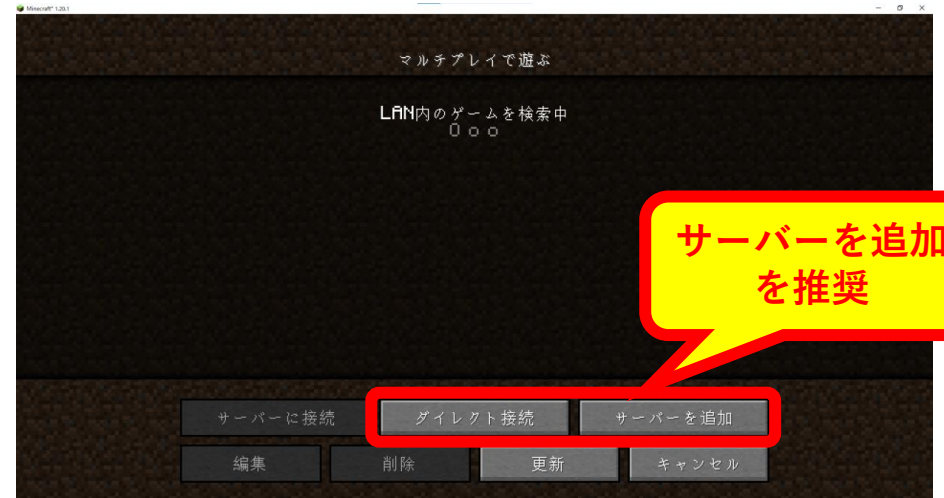 Minecraft* 1.20.1
マルチプレイで遊ぶ
LAN内のゲームを検索中
O o o
サーバーを追加
を推奨
サーバーに接続 ダイレクト接続 サーバーを追加
編集 削除 更新 キャンセル